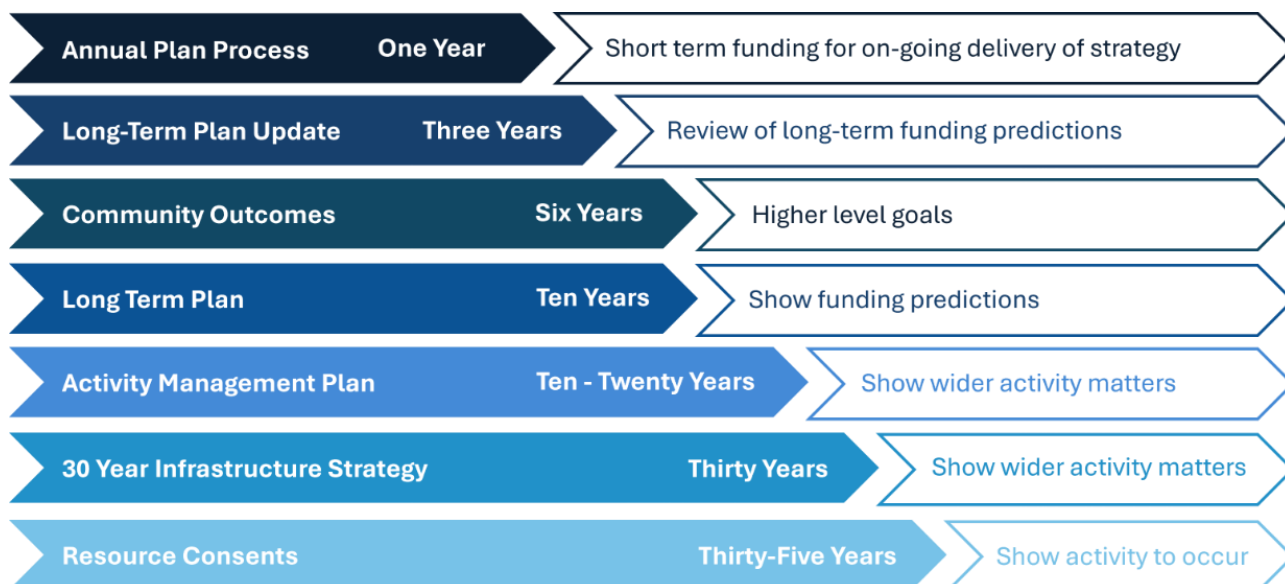 Annual Plan Process One Year Short term funding for on-going delivery of strategy
Long-Term Plan Update Three Years Review of long-term funding predictions
Community Outcomes Six Years Higher level goals
Long Term Plan Ten Years Show funding predictions
Activity Management Plan Ten - Twenty Years Show wider activity matters
30 Year Infrastructure Strategy Thirty Years Show wider activity matters
Resource Consents Thirty-Five Years Show activity to occur